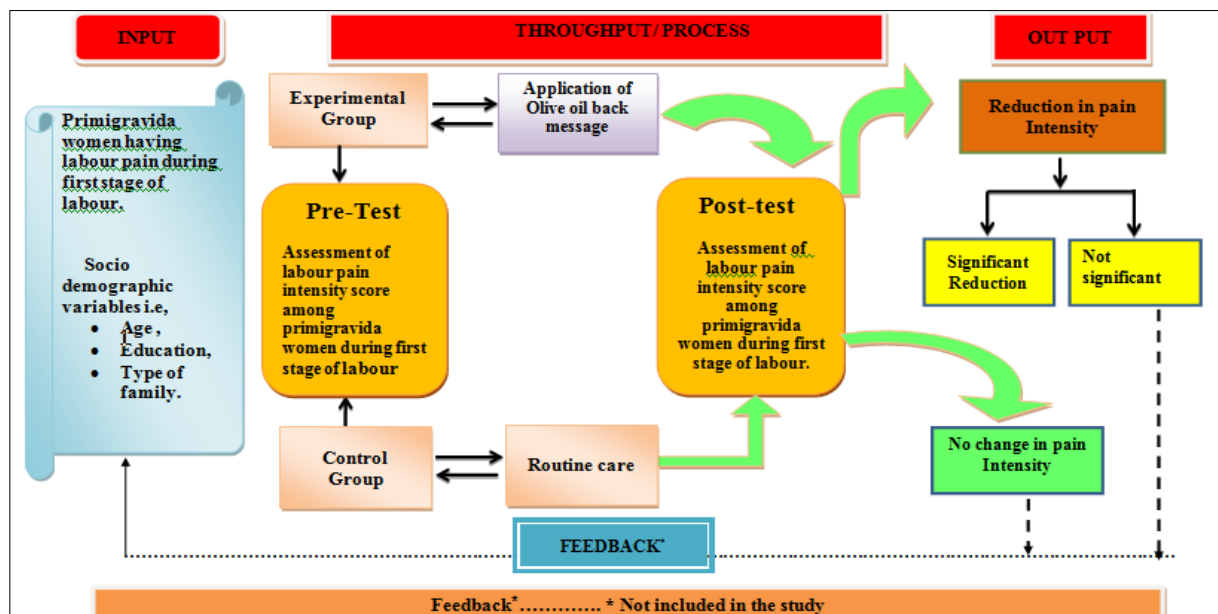 INPUT
THROUGHPUT/ PROCESS
OUT PUT
Primigravida
women having
labour pain during
first stage of
labour.
Socio
demographic
variables i.e,
• Age ,
• Education,
• Type of
family.
Experimental
Group
Application of
Olive oil back
message
Pre-Test
Assessment of
labour pain
intensity score
among
primigravida
women during first
stage of labour
Control
Group
Routine care
Post-test
Assessment of
labour pain
intensity score
among
primigravida
women during first
stage of labour.
Reduction in pain
Intensity
Significant
Reduction
Not
significant
No change in pain
Intensity
FEEDBACK*
Feedback*…………. * Not included in the study